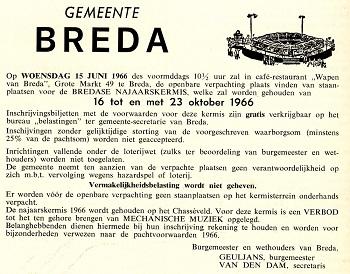 GEMEENTE
BREDA
Op WOENSDAG 15 JUNI 1966 des voormiddags 10½ uur zal in café-restaurant „Wapen
van Breda”, Grote Markt 49 te Breda, de openbare verpachting plaats vinden van staan-
plaatsen voor de BREDASE NAJAARSKERMIS, welke zal worden gehouden van
16 tot en met 23 oktober 1966
Inschrijvingsbiljetten met de voorwaarden voor deze kermis zijn gratis verkrijgbaar op het
bureau „belastingen” ter gemeente-secretarie van Breda.
Inschijvingen zonder gelijktijdige storting van de voorgeschreven waarborgsom (minstens
25% van de pachtsom) worden niet geaccepteerd.
Inrichtingen vallende onder de loterijwet (zulks ter beoordeling van burgemeester en wet-
houders) worden niet toegelaten.
De gemeente neemt ten aanzien van de verpachte plaatsen geen verantwoordelijkheid op
zich m.b.t.v. vervolging wegens hazardspel of loterij.
Vermakelijkheidsbelasting wordt niet geheven.
Er worden vóór de openbare verpachting geen staanplaatsen op het kermisterrein onderhands
verpacht.
De najaarskermis 1966 wordt gehouden op het Chasséveld. Voor deze kermis is een VERBOD
tot het ten gehore brengen van MECHANISCHE MUZIEK opgelegd.
Belanghebbenden dienen hiermede bij hun inschrijving rekening te houden en worden voor
bijzonderheden verwezen naar de pachtvoorwaarden 1966.
Burgemeester en wethouders van Breda,
GEULJANS, burgemeester
VAN DEN DAM, secretaris